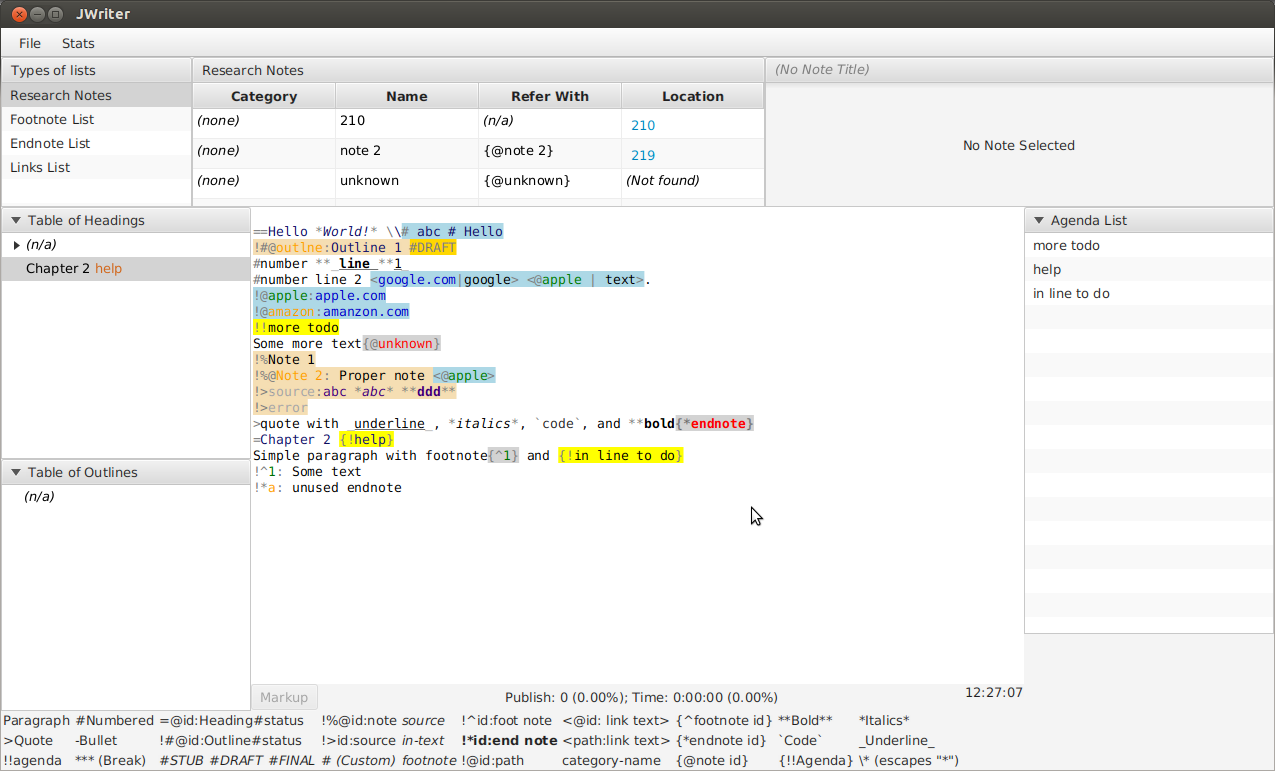 JWriter
File Stats
Types of lists
Research Notes
Footnote List
Endnote List
Links List
Research Notes
Category Name Refer With Location
(none) 210 (n/a) 210
(none) note 2 {@note 2} 219
(none) unknown {@unknown} (Not found)
(No Note Title)
No Note Selected
Table of Headings
(n/a)
Chapter 2 help
Table of Outlines
(n/a)
==Hello *World!* \\# abc # Hello
!#@outlne:Outline 1 #DRAFT
#number **_line_**1
#number line 2 <google.com|google> <@apple | text>.
!@apple:apple.com
!@amazon:amanzon.com
!!more todo
Some more text{@unknown}
!%Note 1
!%@Note 2: Proper note <@apple>
!>source:abc *abc* **ddd**
!>error
>quote with _underline_, *italics*, `code`, and **bold{*endnote}
=Chapter 2 {!help}
Simple paragraph with footnote{^1} and {!in line to do}
!^1: Some text
!*a: unused endnote
Agenda List
more todo
help
in line to do
Markup Publish: 0 (0.00%); Time: 0:00:00 (0.00%) 12:27:07
Paragraph #Numbered =@id:Heading#status !%@id:note source !^id:foot note <@id: link text> {^footnote id} **Bold** *Italics*
>Quote -Bullet !#@id:Outline#status !>id:source in-text !*id:end note <path:link text> {*endnote id} `Code` _Underline_
!!agenda *** (Break) #STUB #DRAFT #FINAL # (Custom) footnote !@id:path category-name {@note id} {!!Agenda} \* (escapes "*")